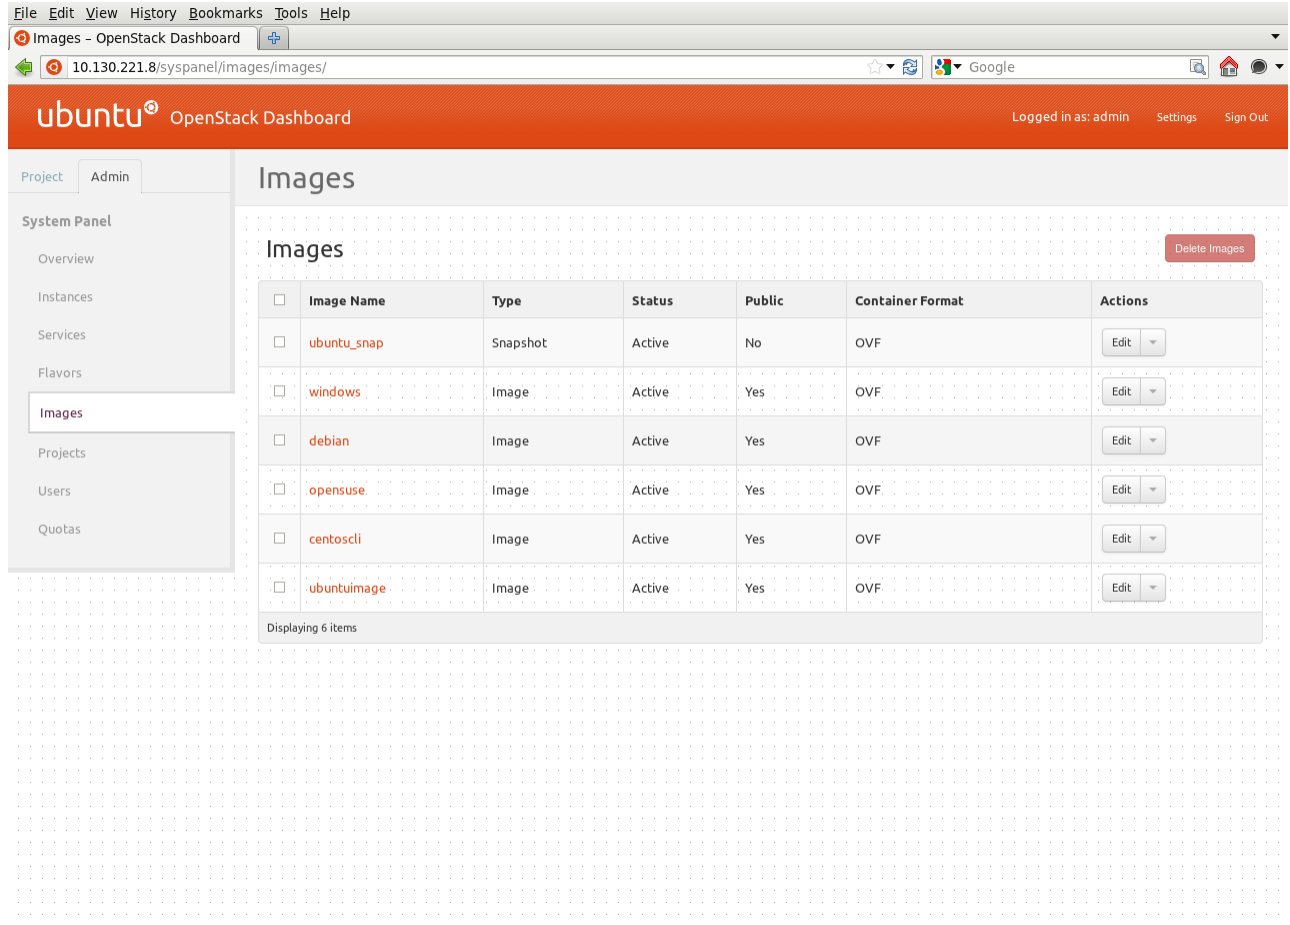 File Edit View History Bookmarks Tools Help
Images – OpenStack Dashboard
10.130.221.8/syspanel/images/images/
Google
ubuntu OpenStack Dashboard
Logged in as: admin Settings Sign Out
Project Admin
Images
System Panel
Overview
Instances
Services
Flavors
Images
Projects
Users
Quotas
Images
Delete Images
Image Name Type Status Public Container Format Actions
ubuntu_snap Snapshot Active No OVF Edit
windows Image Active Yes OVF Edit
debian Image Active Yes OVF Edit
opensuse Image Active Yes OVF Edit
centoscli Image Active Yes OVF Edit
ubuntuimage Image Active Yes OVF Edit
Displaying 6 items